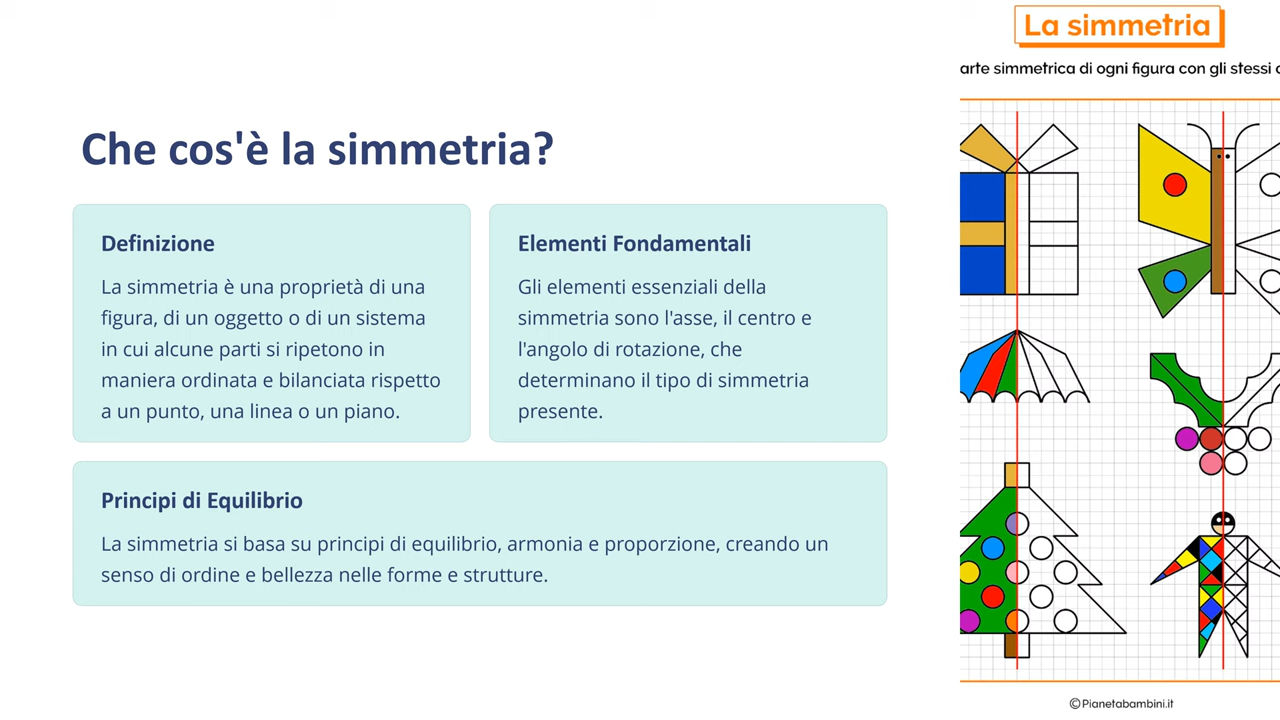 Che cos'è la simmetria?
Definizione
La simmetria è una proprietà di una
figura, di un oggetto o di un sistema
in cui alcune parti si ripetono in
maniera ordinata e bilanciata rispetto
a un punto, una linea o un piano.
Elementi Fondamentali
Gli elementi essenziali della
simmetria sono l'asse, il centro e
l'angolo di rotazione, che
determinano il tipo di simmetria
presente.
Principi di Equilibrio
La simmetria si basa su principi di equilibrio, armonia e proporzione, creando un
senso di ordine e bellezza nelle forme e strutture.
La simmetria
arte simmetrica di ogni figura con gli stessi
©Pianetabambini.it